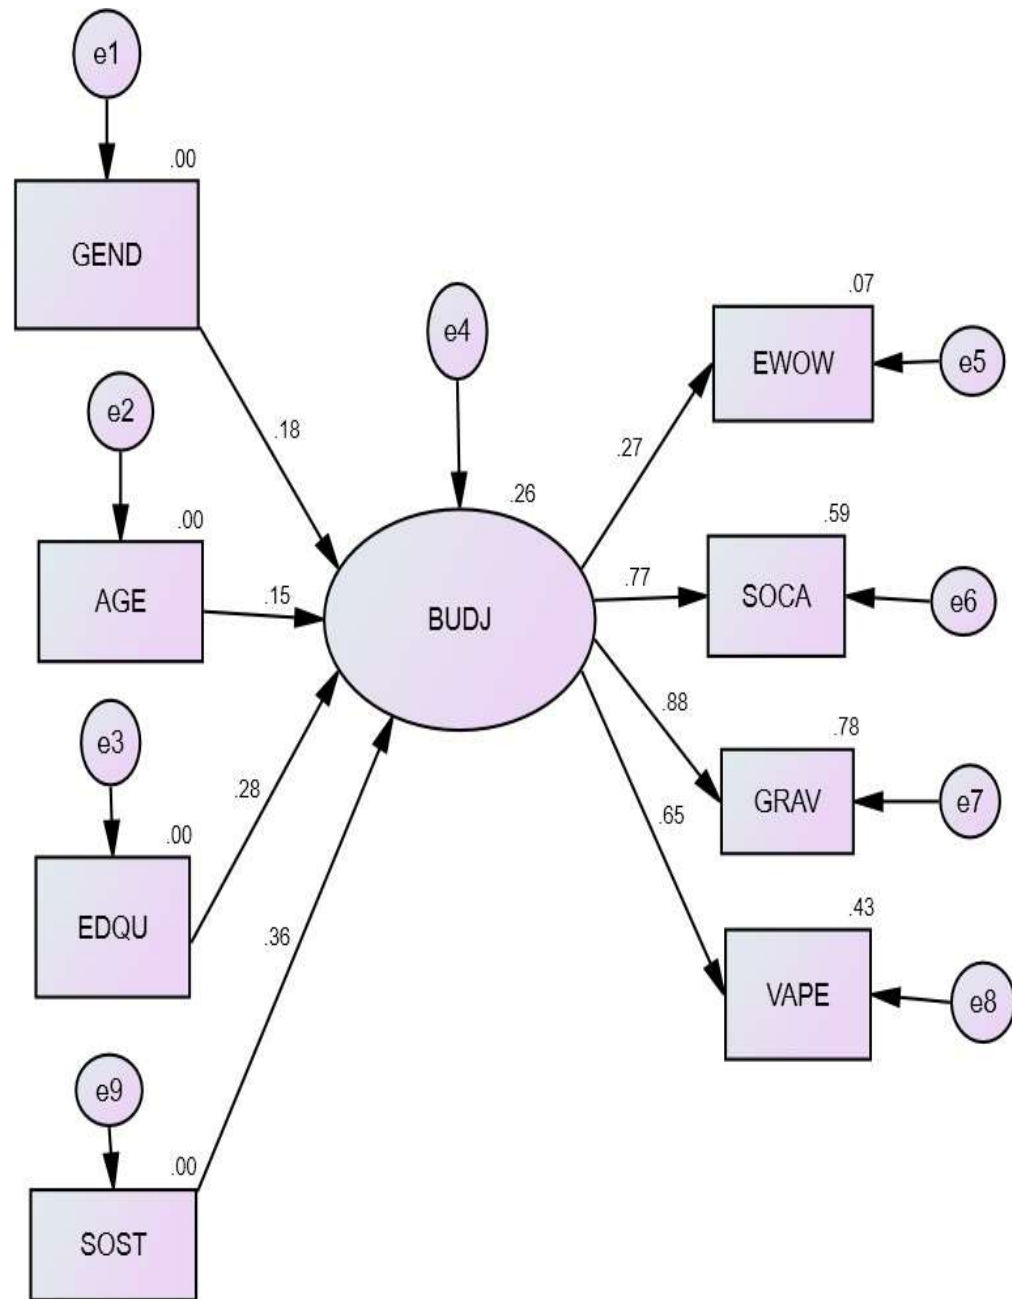 e1
.00
GEND
.18
e2
.00
AGE
.15
e3
.00
EDQU
.28
e9
.00
SOST
.36
e4
.26
BUDJ
.27
.07
EWOW
e5
.77
.59
SOCA
e6
.88
.78
GRAV
e7
.65
.43
VAPE
e8